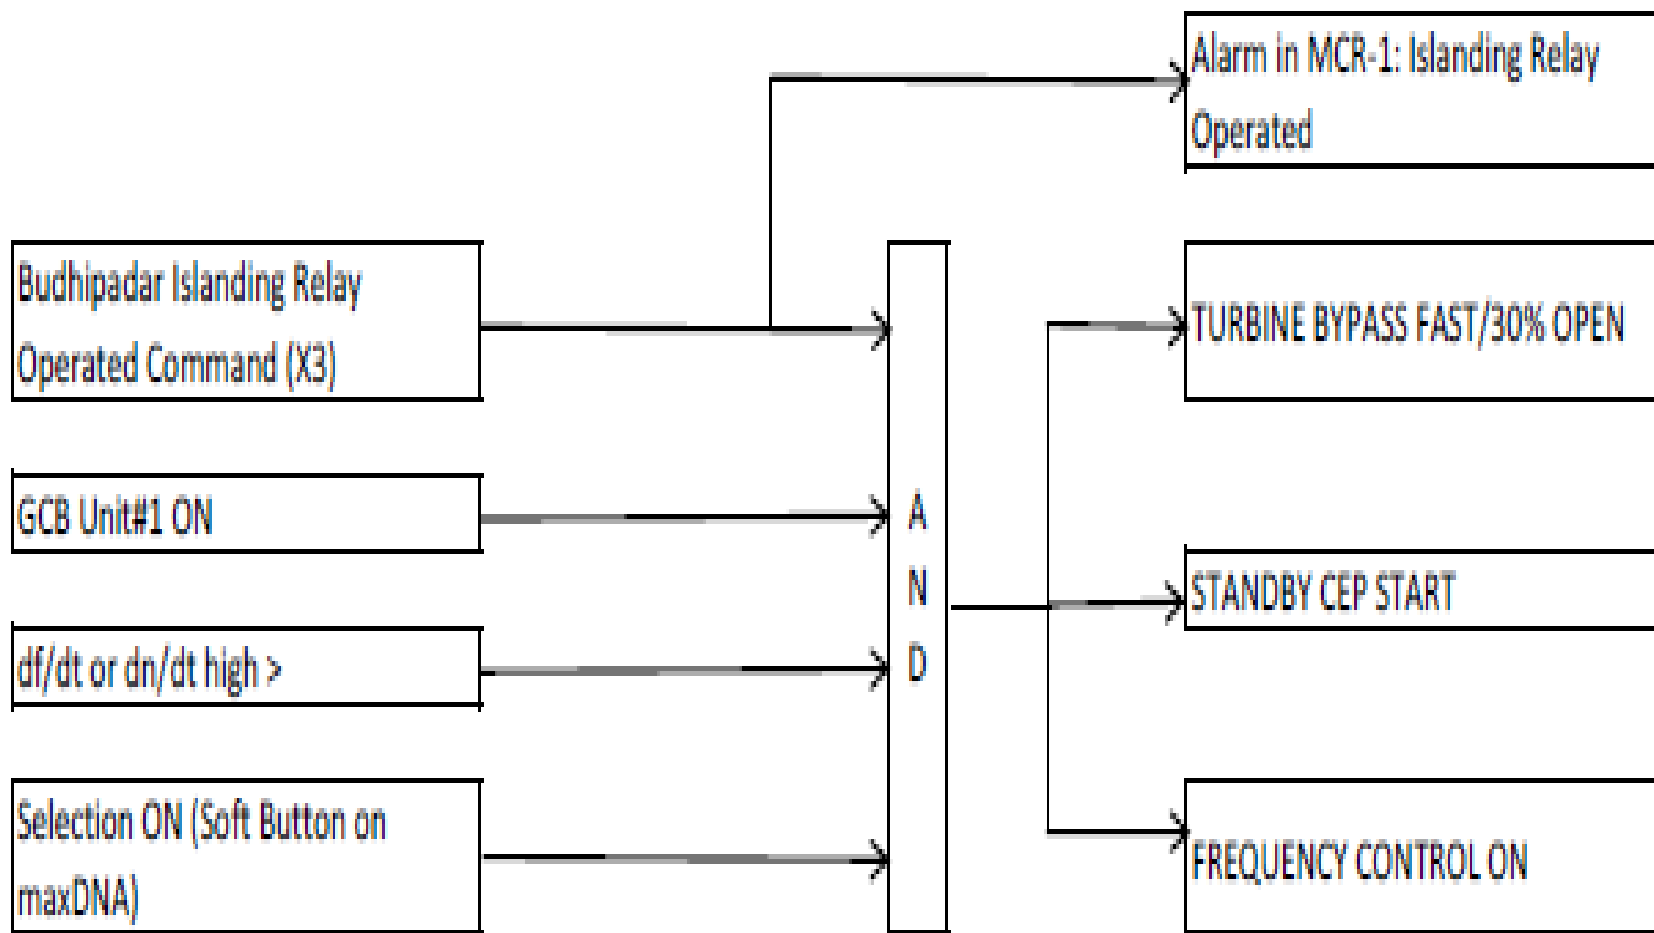 Alarm in MCR-1: Islanding Relay
Operated
Budhipadar Islanding Relay
Operated Command (X3)
TURBINE BYPASS FAST/30% OPEN
GCB Unit#1 ON
A
N
D
STANDBY CEP START
df/dt or dn/dt high >
Selection ON (Soft Button on
maxDNA)
FREQUENCY CONTROL ON